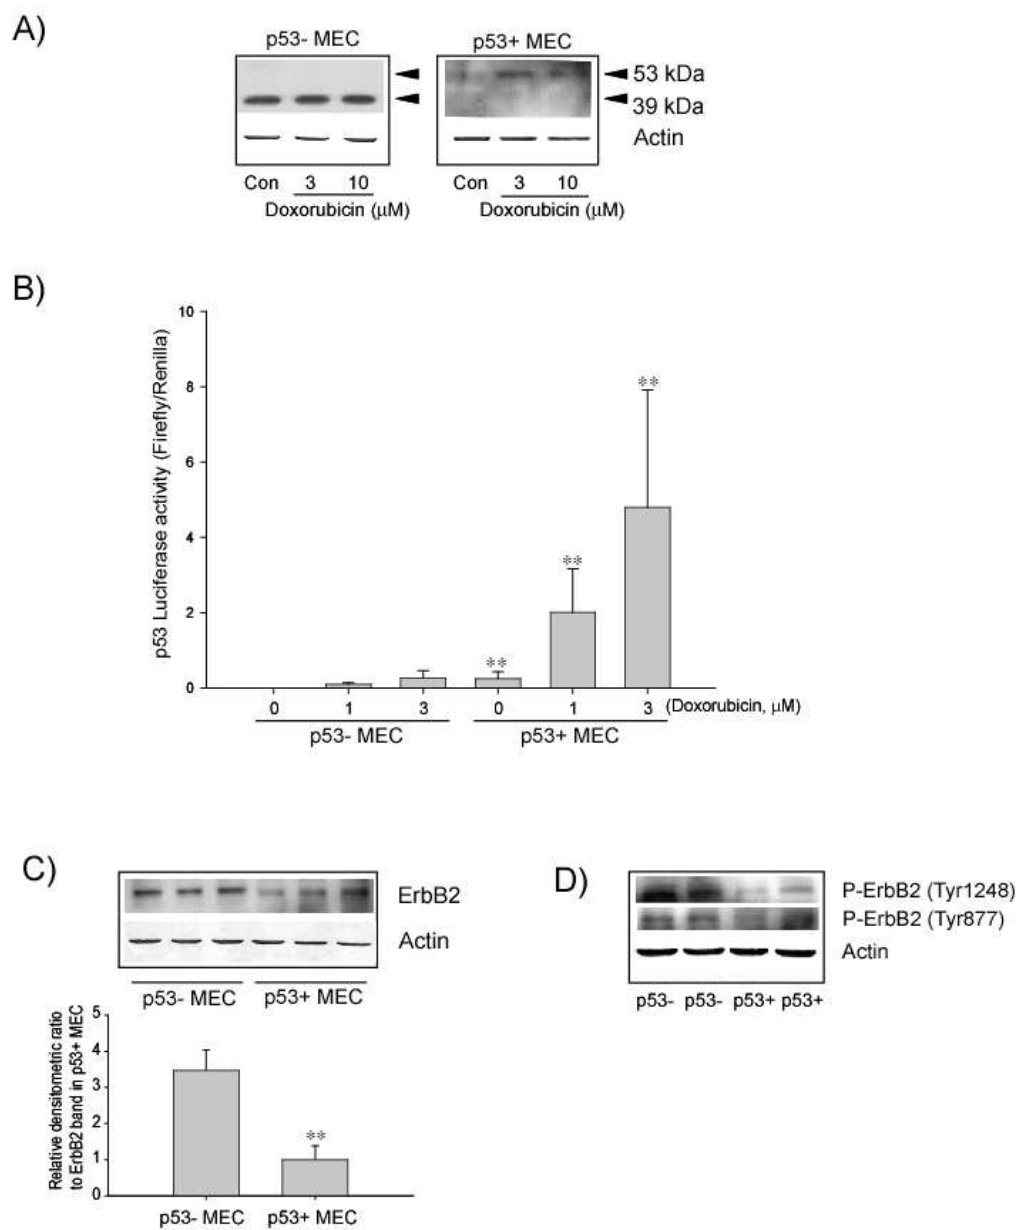 A)
p53- MEC
p53+ MEC
53 kDa
39 kDa
Actin
Con 3 10
Doxorubicin (μM)
Con 3 10
Doxorubicin (μM)
B)
p53 Luciferase activity (Firefly/Renilla)
10
8
6
4
2
0
**
**
**
0 1 3 0 1 3 (Doxorubicin, μM)
p53- MEC
p53+ MEC
C)
ErbB2
Actin
p53- MEC
p53+ MEC
Relative densitometric ratio
to ErbB2 band in p53+ MEC
5
4
3
2
1
0
**
p53- MEC
p53+ MEC
D)
P-ErbB2 (Tyr1248)
P-ErbB2 (Tyr877)
Actin
p53- p53- p53+ p53+